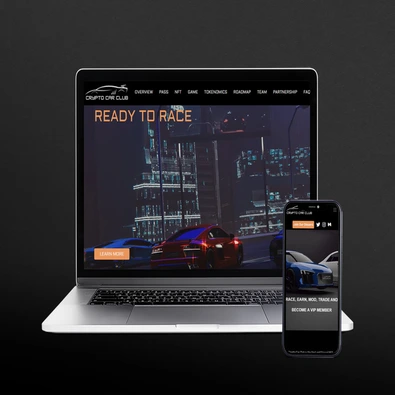 CRYPTO CAR CLUB
OVERVIEW PASS NFT GAME TOKENOMICS ROADMAP TEAM PARTNERSHIP FAQ
READY TO RACE
LEARN MORE
CRYPTO CAR CLUB
RACE, EARN, MOD, TRADE AND
BECOME A VIP MEMBER